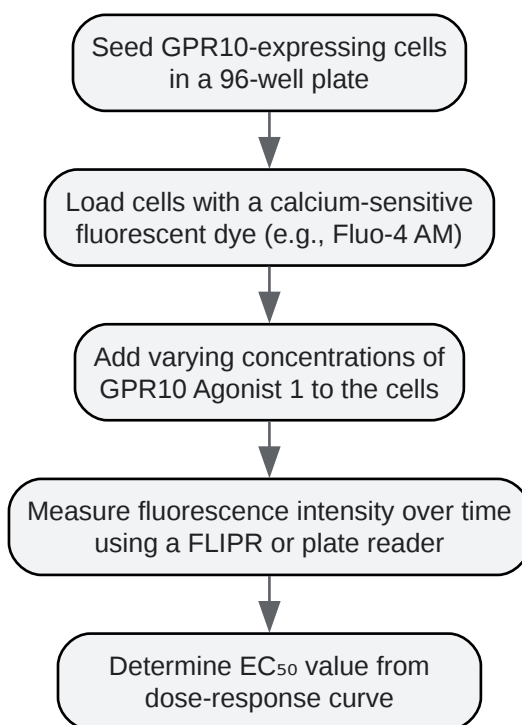 Seed GPR10-expressing cells
in a 96-well plate
Load cells with a calcium-sensitive
fluorescent dye (e.g., Fluo-4 AM)
Add varying concentrations of
GPR10 Agonist 1 to the cells
Measure fluorescence intensity over time
using a FLIPR or plate reader
Determine EC₅₀ value from
dose-response curve